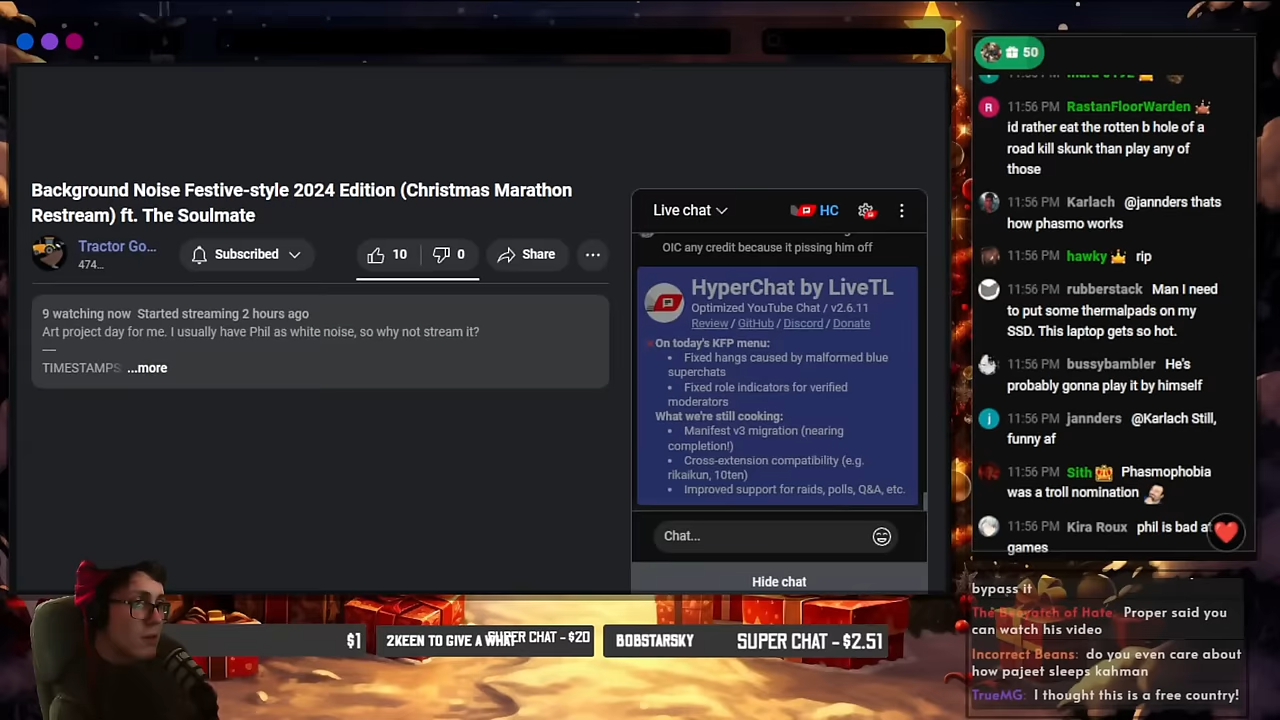 Background Noise Festive-style 2024 Edition (Christmas Marathon
Restream) ft. The Soulmate
Tractor Go...
474...
Subscribed
10
0
Share
9 watching now Started streaming 2 hours ago
Art project day for me. I usually have Phil as white noise, so why not stream it?
—
TIMESTAMPS: ...more
Live chat
HC
OIC any credit because it pissing him off
HyperChat by LiveTL
Optimized YouTube Chat / v2.6.11
Review / GitHub / Discord / Donate
On today's KFP menu:
• Fixed hangs caused by malformed blue
superchats
• Fixed role indicators for verified
moderators
What we're still cooking:
• Manifest v3 migration (nearing
completion!)
• Cross-extension compatibility (e.g.
rikaikun, 10ten)
• Improved support for raids, polls, Q&A, etc.
Chat...
Hide chat
50
R
11:56 PM RastanFloorWarden
id rather eat the rotten b hole of a
road kill skunk than play any of
those
11:56 PM Karlach @jannders thats
how phasmo works
11:56 PM hawky rip
11:56 PM rubberstack Man I need
to put some thermalpads on my
SSD. This laptop gets so hot.
11:56 PM bussybambler He's
probably gonna play it by himself
j
11:56 PM jannders @Karlach Still,
funny af
11:56 PM Sith Phasmophobia
was a troll nomination
11:56 PM Kira Roux phil is bad at
games
bypass it
of Hate: Proper said you
can watch his video
Incorrect Beans: do you even care about
how pajeet sleeps kahman
TrueMG: I thought this is a free country!
$1
2KEEN TO GIVE A
SUPER CHAT – $20
BOBSTARSKY SUPER CHAT – $2.51